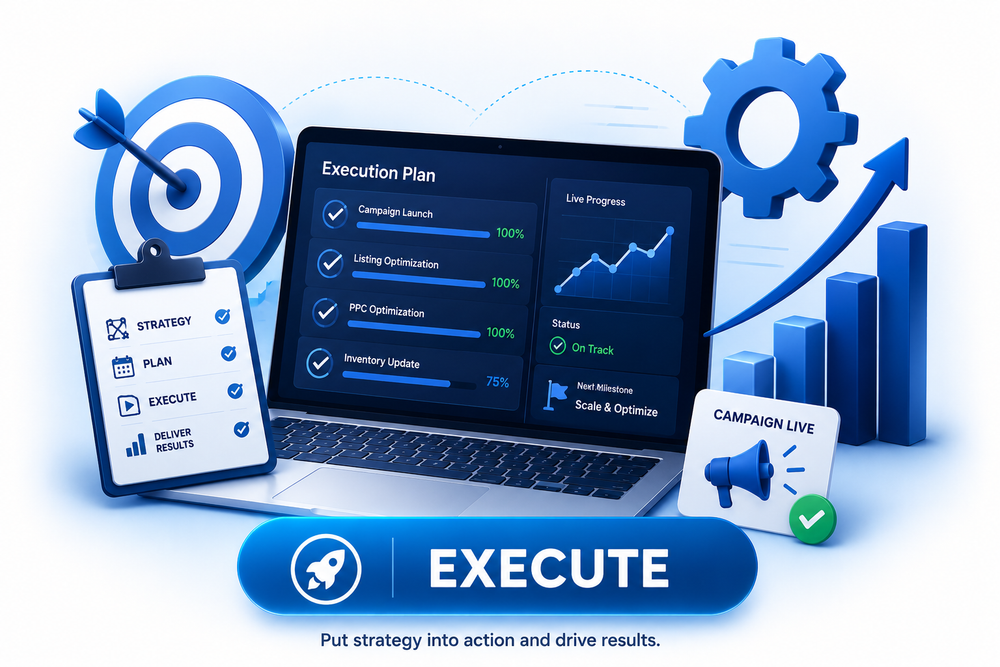 Execution Plan
Campaign Launch
100%
Listing Optimization
100%
PPC Optimization
100%
Inventory Update
75%
Live Progress
Status
On Track
Next Milestone
Scale & Optimize
STRATEGY
PLAN
EXECUTE
DELIVER
RESULTS
CAMPAIGN LIVE
EXECUTE
Put strategy into action and drive results.